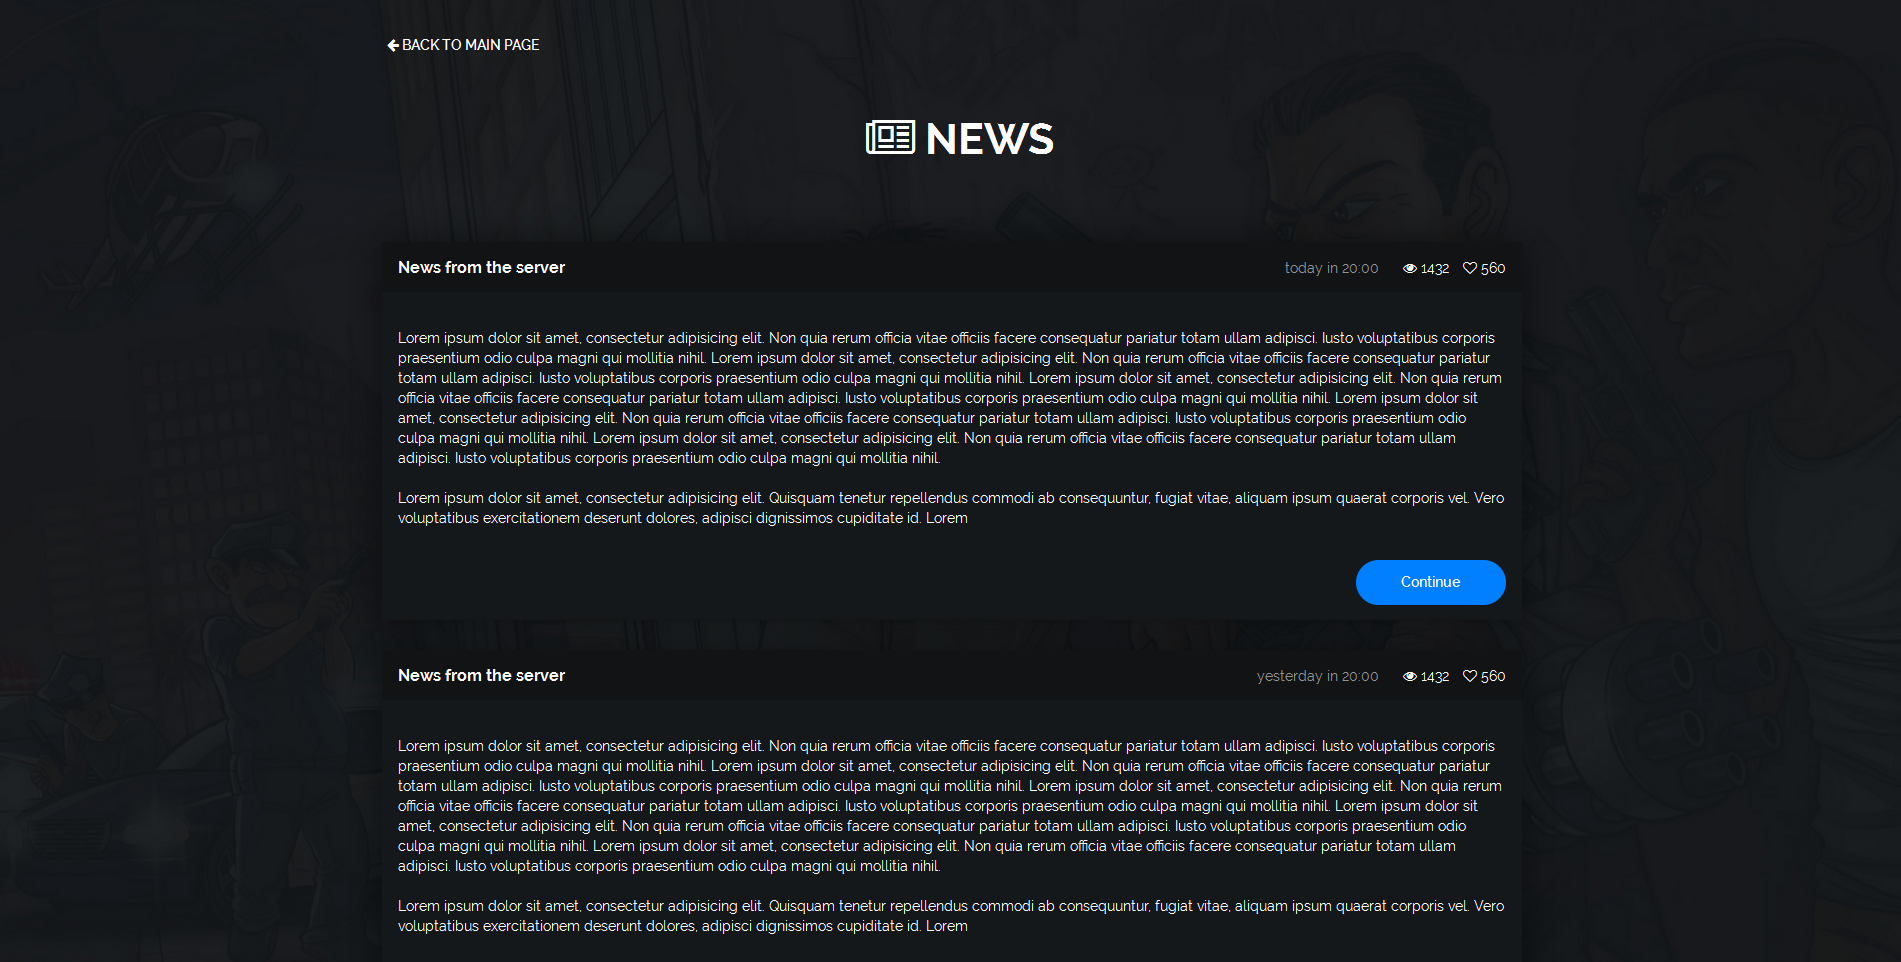 BACK TO MAIN PAGE
NEWS
News from the server
today in 20:00 1432 560
Lorem ipsum dolor sit amet, consectetur adipisicing elit. Non quia rerum officia vitae officiis facere consequatur pariatur totam ullam adipisci. Iusto voluptatibus corporis
praesentium odio culpa magni qui mollitia nihil. Lorem ipsum dolor sit amet, consectetur adipisicing elit. Non quia rerum officia vitae officiis facere consequatur pariatur
totam ullam adipisci. Iusto voluptatibus corporis praesentium odio culpa magni qui mollitia nihil. Lorem ipsum dolor sit amet, consectetur adipisicing elit. Non quia rerum
officia vitae officiis facere consequatur pariatur totam ullam adipisci. Iusto voluptatibus corporis praesentium odio culpa magni qui mollitia nihil. Lorem ipsum dolor sit
amet, consectetur adipisicing elit. Non quia rerum officia vitae officiis facere consequatur pariatur totam ullam adipisci. Iusto voluptatibus corporis praesentium odio
culpa magni qui mollitia nihil. Lorem ipsum dolor sit amet, consectetur adipisicing elit. Non quia rerum officia vitae officiis facere consequatur pariatur totam ullam
adipisci. Iusto voluptatibus corporis praesentium odio culpa magni qui mollitia nihil.
Lorem ipsum dolor sit amet, consectetur adipisicing elit. Quisquam tenetur repellendus commodi ab consequuntur, fugiat vitae, aliquam ipsum quaerat corporis vel. Vero
voluptatibus exercitationem deserunt dolores, adipisci dignissimos cupiditate id. Lorem
Continue
News from the server
yesterday in 20:00 1432 560
Lorem ipsum dolor sit amet, consectetur adipisicing elit. Non quia rerum officia vitae officiis facere consequatur pariatur totam ullam adipisci. Iusto voluptatibus corporis
praesentium odio culpa magni qui mollitia nihil. Lorem ipsum dolor sit amet, consectetur adipisicing elit. Non quia rerum officia vitae officiis facere consequatur pariatur
totam ullam adipisci. Iusto voluptatibus corporis praesentium odio culpa magni qui mollitia nihil. Lorem ipsum dolor sit amet, consectetur adipisicing elit. Non quia rerum
officia vitae officiis facere consequatur pariatur totam ullam adipisci. Iusto voluptatibus corporis praesentium odio culpa magni qui mollitia nihil. Lorem ipsum dolor sit
amet, consectetur adipisicing elit. Non quia rerum officia vitae officiis facere consequatur pariatur totam ullam adipisci. Iusto voluptatibus corporis praesentium odio
culpa magni qui mollitia nihil. Lorem ipsum dolor sit amet, consectetur adipisicing elit. Non quia rerum officia vitae officiis facere consequatur pariatur totam ullam
adipisci. Iusto voluptatibus corporis praesentium odio culpa magni qui mollitia nihil.
Lorem ipsum dolor sit amet, consectetur adipisicing elit. Quisquam tenetur repellendus commodi ab consequuntur, fugiat vitae, aliquam ipsum quaerat corporis vel. Vero
voluptatibus exercitationem deserunt dolores, adipisci dignissimos cupiditate id. Lorem